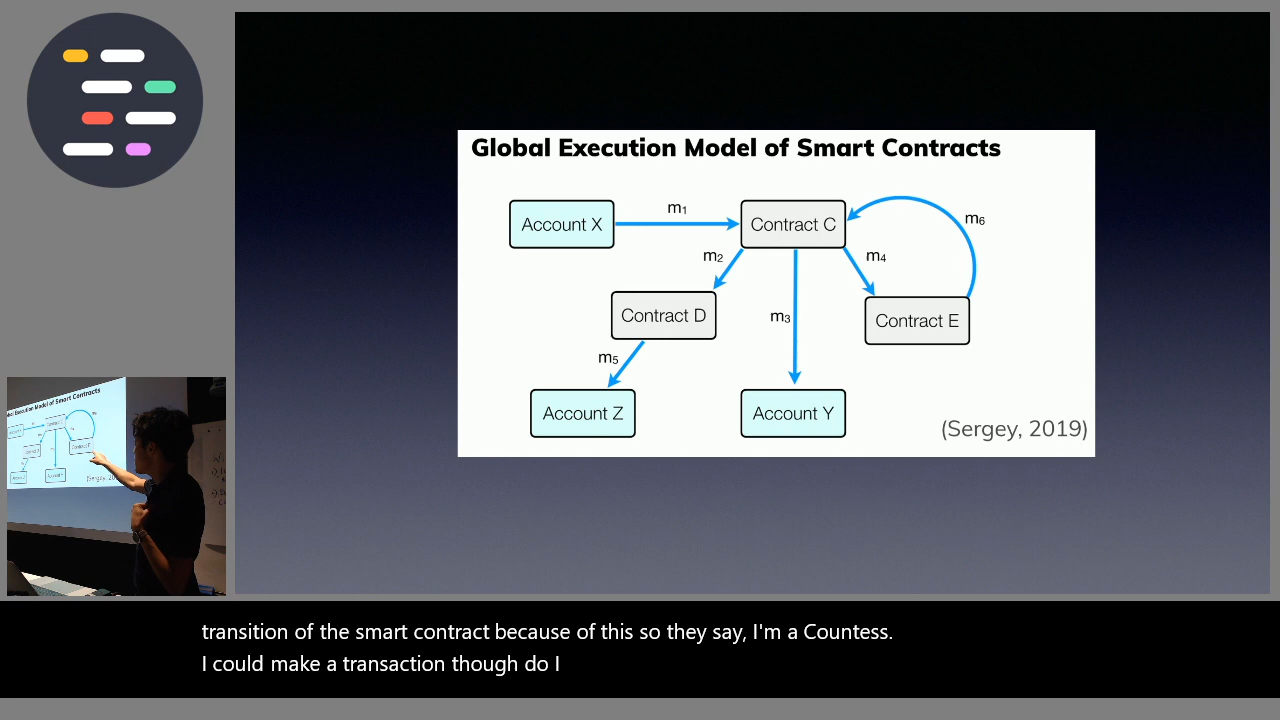 Global Execution Model of Smart Contracts
Account X
m1
Contract C
m6
m2
m4
Contract D
m3
Contract E
m5
Account Z
Account Y
(Sergey, 2019)
transition of the smart contract because of this so they say, I'm a Countess.
I could make a transaction though do I